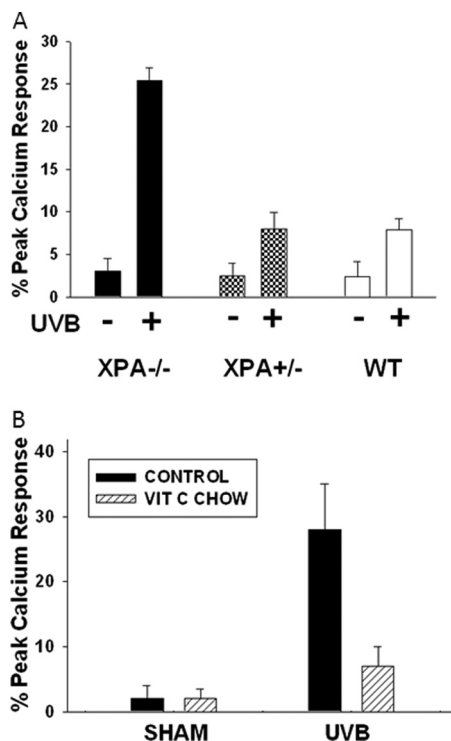 A
% Peak Calcium Response
30
25
20
15
10
5
0
UVB - + - + - +
XPA-/- XPA+/- WT
B
% Peak Calcium Response
40
30
20
10
0
CONTROL
VIT C CHOW
SHAM UVB